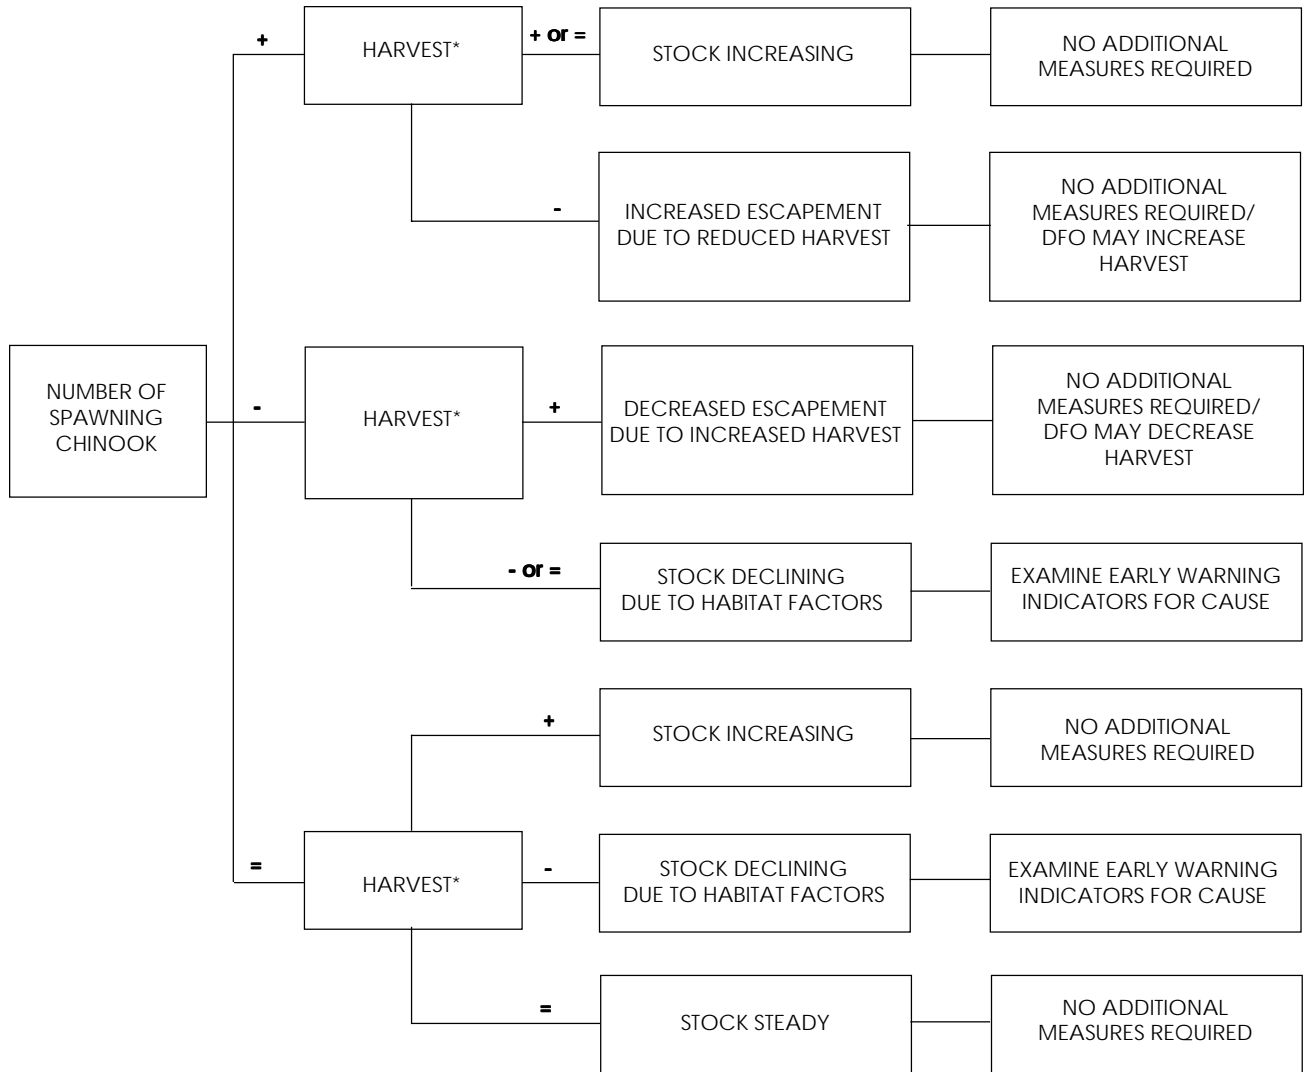 +
HARVEST*
+ or =
STOCK INCREASING
NO ADDITIONAL
MEASURES REQUIRED
-
INCREASED ESCAPEMENT
DUE TO REDUCED HARVEST
NO ADDITIONAL
MEASURES REQUIRED/
DFO MAY INCREASE
HARVEST
NUMBER OF
SPAWNING
CHINOOK
-
HARVEST*
+
DECREASED ESCAPEMENT
DUE TO INCREASED HARVEST
NO ADDITIONAL
MEASURES REQUIRED/
DFO MAY DECREASE
HARVEST
- or =
STOCK DECLINING
DUE TO HABITAT FACTORS
EXAMINE EARLY WARNING
INDICATORS FOR CAUSE
+
STOCK INCREASING
NO ADDITIONAL
MEASURES REQUIRED
=
HARVEST*
-
STOCK DECLINING
DUE TO HABITAT FACTORS
EXAMINE EARLY WARNING
INDICATORS FOR CAUSE
=
STOCK STEADY
NO ADDITIONAL
MEASURES REQUIRED